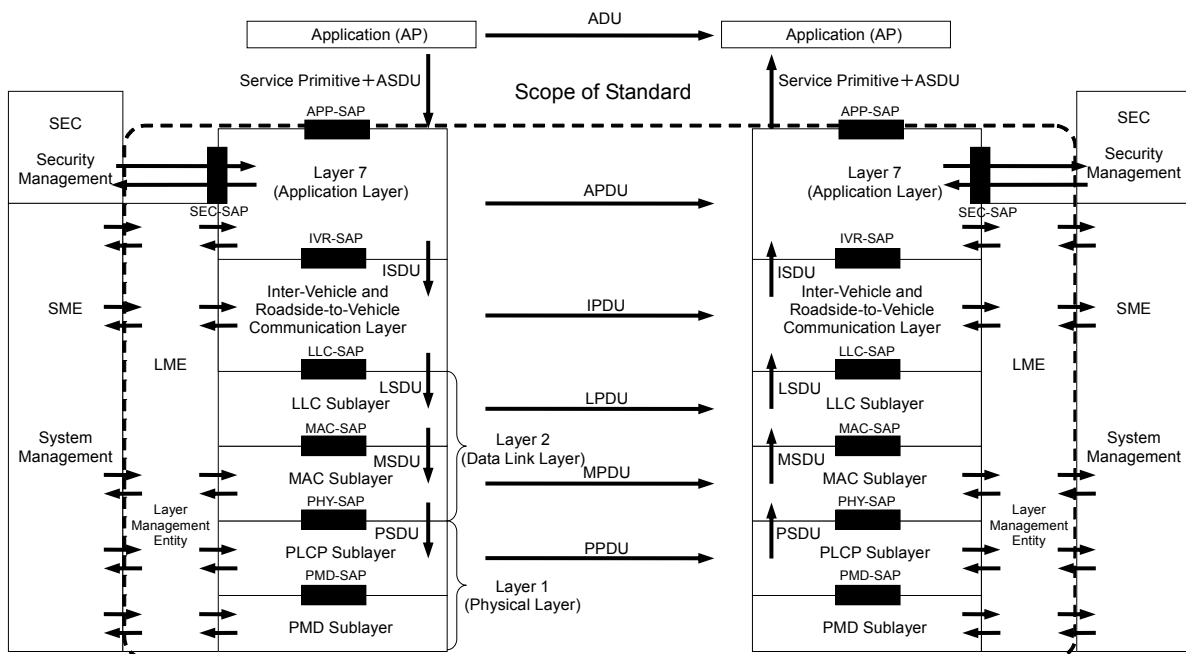 ADU
Application (AP)
Application (AP)
Service Primitive+ASDU
Service Primitive+ASDU
Scope of Standard
APP-SAP
APP-SAP
SEC
SEC
Security
Management
Security
Management
Layer 7
(Application Layer)
Layer 7
(Application Layer)
APDU
SEC-SAP
SEC-SAP
IVR-SAP
IVR-SAP
ISDU
ISDU
Inter-Vehicle and
Roadside-to-Vehicle
Communication Layer
Inter-Vehicle and
Roadside-to-Vehicle
Communication Layer
IPDU
SME
SME
LLC-SAP
LLC-SAP
LME
LME
LSDU
LSDU
LLC Sublayer
LLC Sublayer
LPDU
MAC-SAP
MAC-SAP
System
Management
System
Management
Layer 2
(Data Link Layer)
MSDU
MSDU
MAC Sublayer
MAC Sublayer
MPDU
PHY-SAP
PHY-SAP
Layer
Management
Entity
Layer
Management
Entity
PSDU
PSDU
PLCP Sublayer
PLCP Sublayer
PPDU
PMD-SAP
PMD-SAP
Layer 1
(Physical Layer)
PMD Sublayer
PMD Sublayer